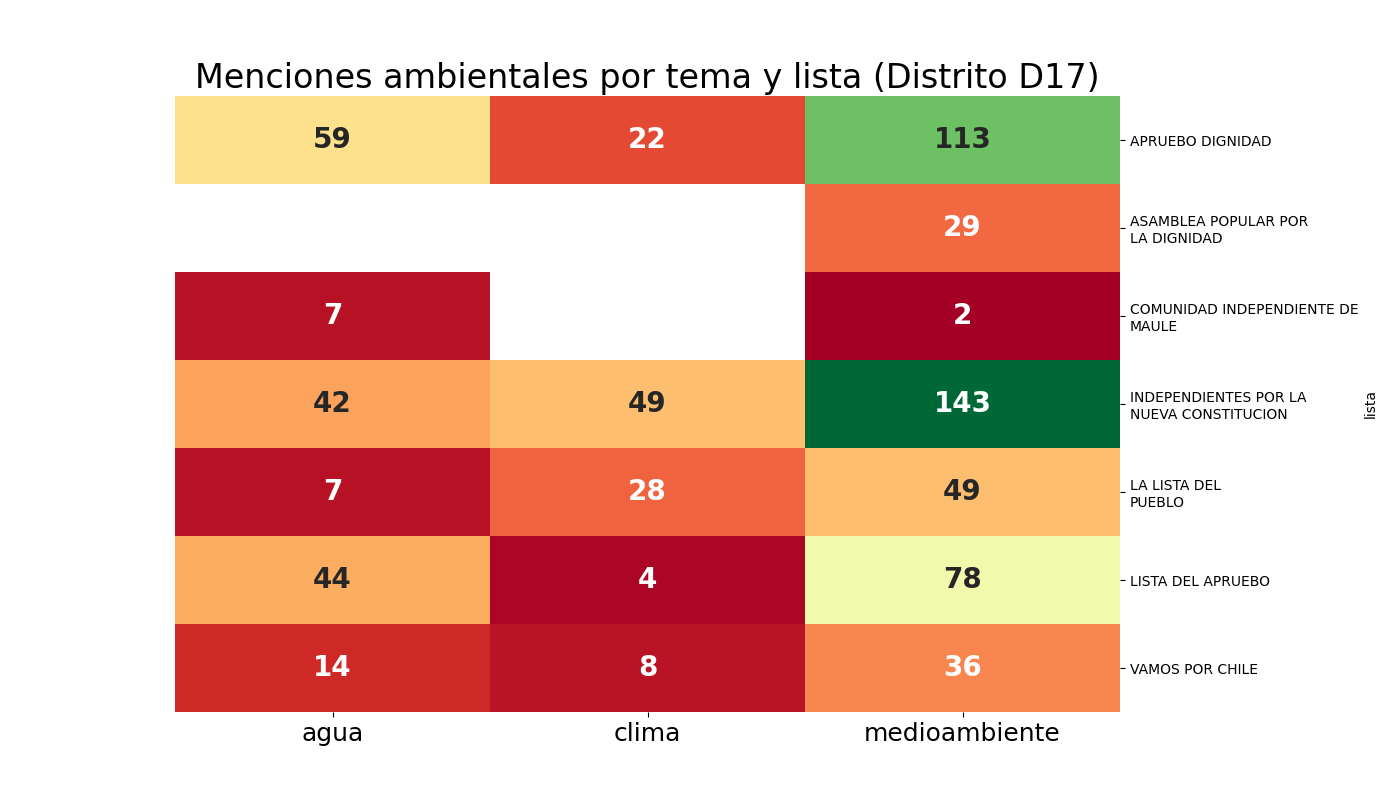 Menciones ambientales por tema y lista (Distrito D17)
59 22 113 APRUEBO DIGNIDAD
29 ASAMBLEA POPULAR POR
LA DIGNIDAD
7 2 COMUNIDAD INDEPENDIENTE DE
MAULE
42 49 143 INDEPENDIENTES POR LA
NUEVA CONSTITUCION
lista
7 28 49 LA LISTA DEL
PUEBLO
44 4 78 LISTA DEL APRUEBO
14 8 36 VAMOS POR CHILE
agua clima medioambiente